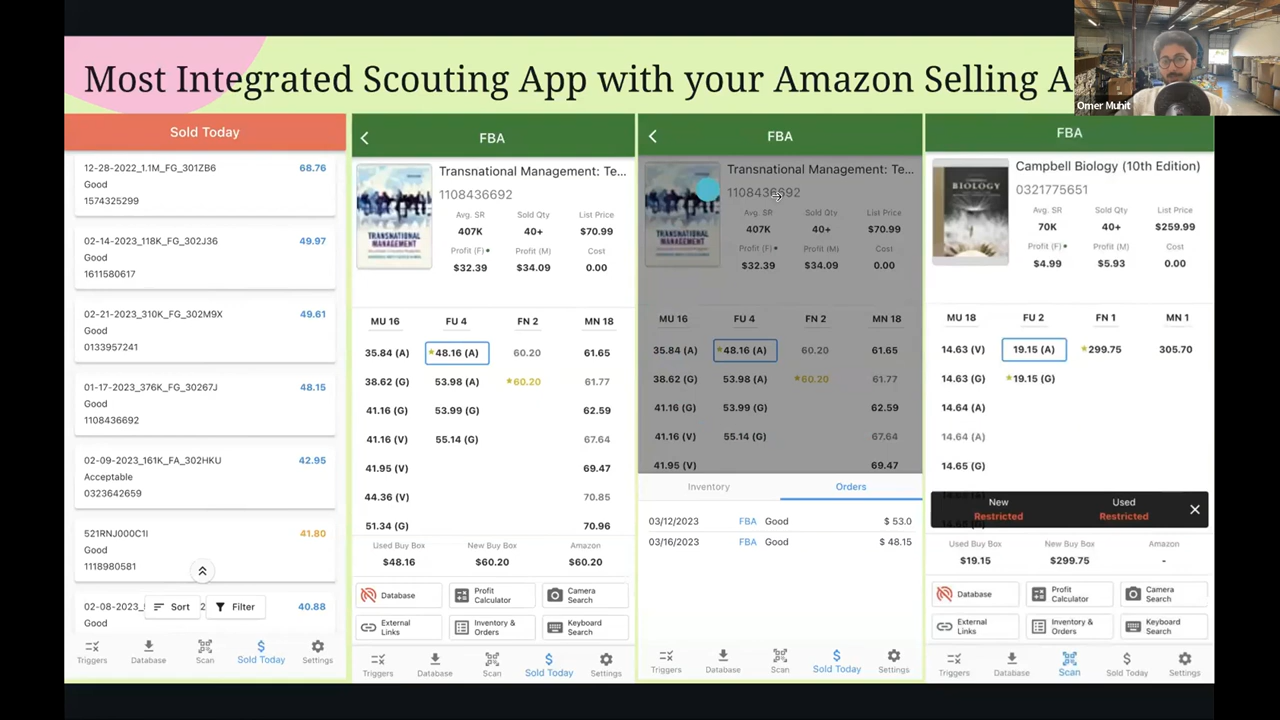 Most Integrated Scouting App with your Amazon Selling A
Omer Muhit
Sold Today
12-28-2022_1.1M_FG_301ZB6 68.76
Good
1574325299
02-14-2023_118K_FG_302J36 49.97
Good
1611580617
02-21-2023_310K_FG_302M9X 49.61
Good
0133957241
01-17-2023_376K_FG_30267J 48.15
Good
1108436692
02-09-2023_161K_FA_302HKU 42.95
Acceptable
0323642659
521RNJ000C1I 41.80
Good
1118980581
02-08-2023_ 2 40.88
Sort Filter
Good
Triggers Database Scan Sold Today Settings
FBA
Transnational Management: Te...
1108436692
Avg. SR Sold Qty List Price
407K 40+ $70.99
Profit (F) Profit (M) Cost
$32.39 $34.09 0.00
MU 16 FU 4 FN 2 MN 18
35.84 (A) 48.16 (A) 60.20 61.65
38.62 (G) 53.98 (A) 60.20 61.77
41.16 (G) 53.99 (G) 62.59
41.16 (V) 55.14 (G) 67.64
41.95 (V) 69.47
44.36 (V) 70.85
51.34 (G) 70.96
Used Buy Box New Buy Box Amazon
$48.16 $60.20 $60.20
Database Profit Calculator Camera Search
External Links Inventory & Orders Keyboard Search
Triggers Database Scan Sold Today Settings
FBA
Transnational Management: Te...
1108436692
Avg. SR Sold Qty List Price
407K 40+ $70.99
Profit (F) Profit (M) Cost
$32.39 $34.09 0.00
MU 16 FU 4 FN 2 MN 18
35.84 (A) 48.16 (A) 60.20 61.65
38.62 (G) 53.98 (A) 60.20 61.77
41.16 (G) 53.99 (G) 62.59
41.16 (V) 55.14 (G) 67.64
41.95 (V) 69.47
Inventory Orders
03/12/2023 FBA Good $ 53.0
03/16/2023 FBA Good $ 48.15
Triggers Database Scan Sold Today Settings
FBA
BIOLOGY
Campbell Biology (10th Edition)
0321775651
Avg. SR Sold Qty List Price
70K 40+ $259.99
Profit (F) Profit (M) Cost
$4.99 $5.93 0.00
MU 18 FU 2 FN 1 MN 1
14.63 (V) 19.15 (A) 299.75 305.70
14.63 (G) 19.15 (G)
14.64 (A)
14.64 (A)
14.65 (G)
New Used
Restricted Restricted
Used Buy Box New Buy Box Amazon
$19.15 $299.75 -
Database Profit Calculator Camera Search
External Links Inventory & Orders Keyboard Search
Triggers Database Scan Sold Today Settings